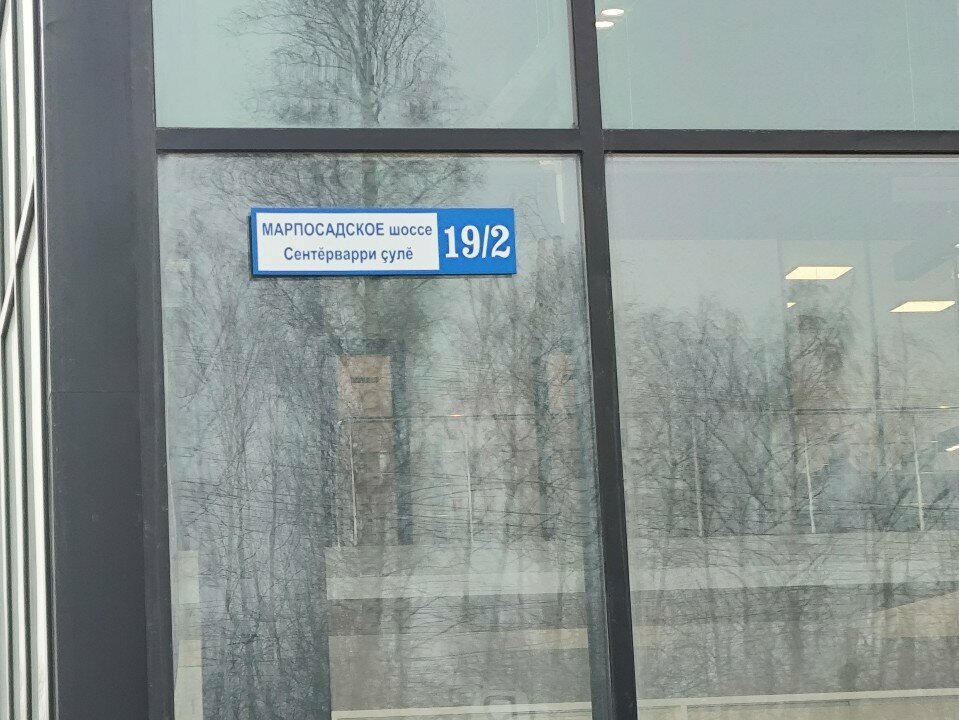 МАРПОСАДСКОЕ шоссе
Сентӗрварри ҫулӗ
19/2